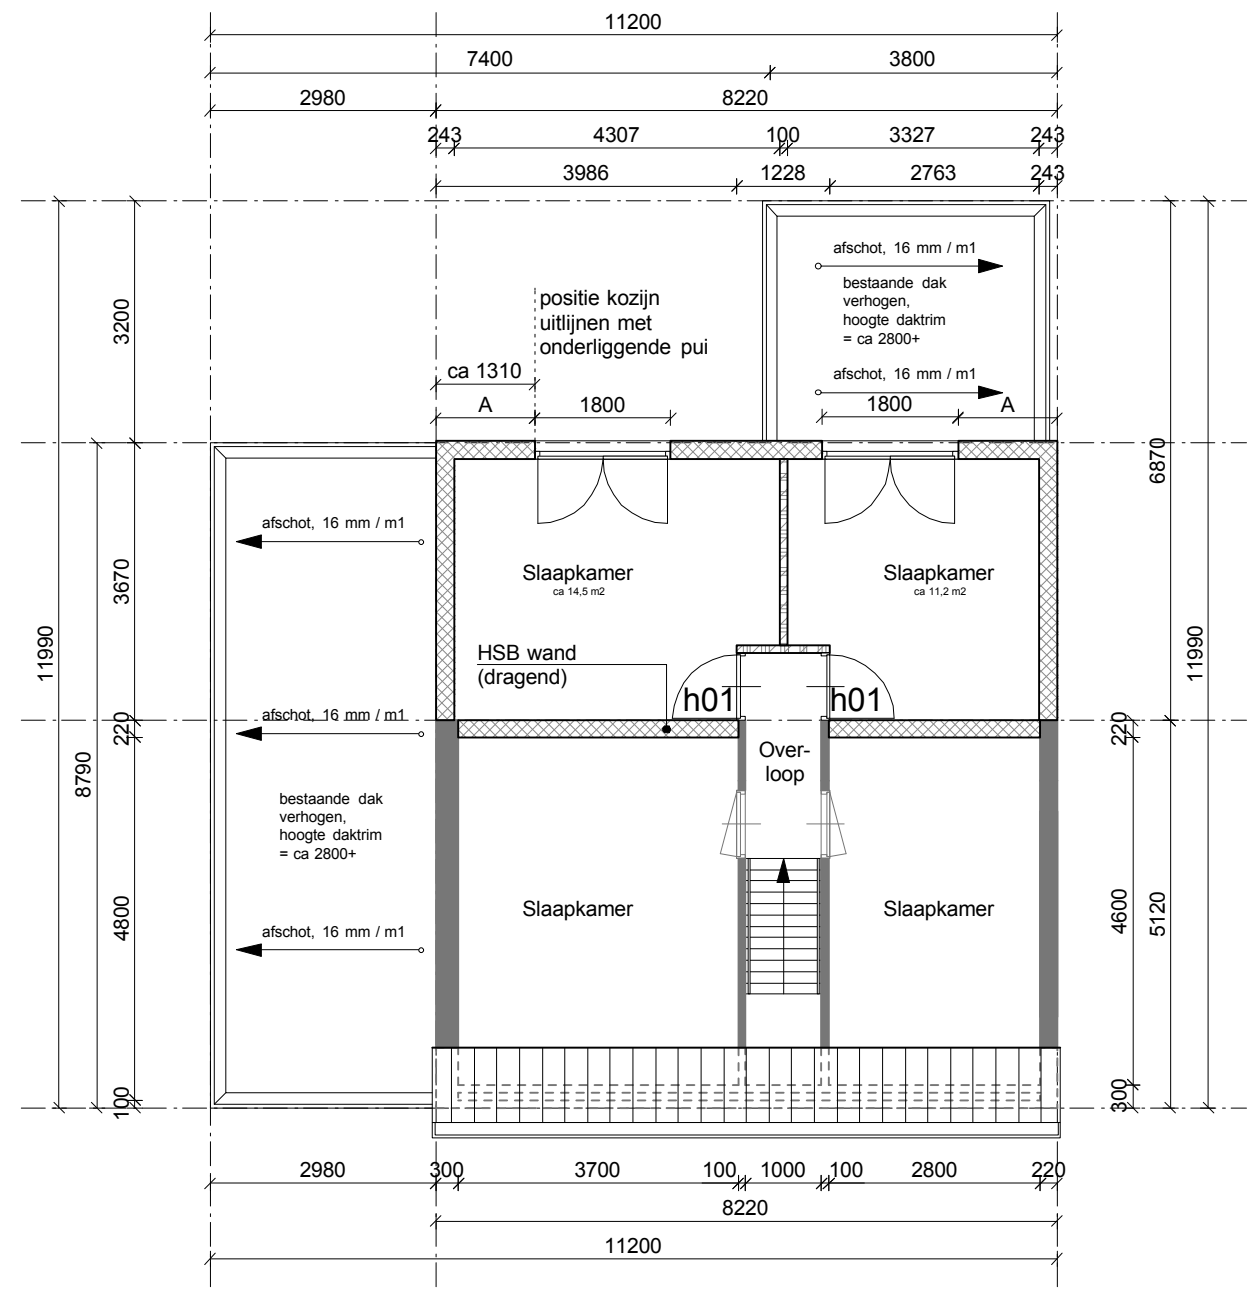 11200
7400
3800
2980
8220
243
4307
100
3327
243
3986
1228
2763
243
afschot, 16 mm / m1
bestaande dak
verhogen,
hoogte daktrim
= ca 2800+
afschot, 16 mm / m1
positie kozijn
uitlijnen met
onderliggende pui
ca 1310
A
1800
1800
A
3200
3670
11990
220
8790
4800
100
6870
11990
220
4600
5120
300
afschot, 16 mm / m1
afschot, 16 mm / m1
bestaande dak
verhogen,
hoogte daktrim
= ca 2800+
afschot, 16 mm / m1
Slaapkamer
ca 14,5 m2
Slaapkamer
ca 11,2 m2
HSB wand
(dragend)
h01
h01
Over-
loop
Slaapkamer
Slaapkamer
2980
300
3700
100
1000
100
2800
220
8220
11200